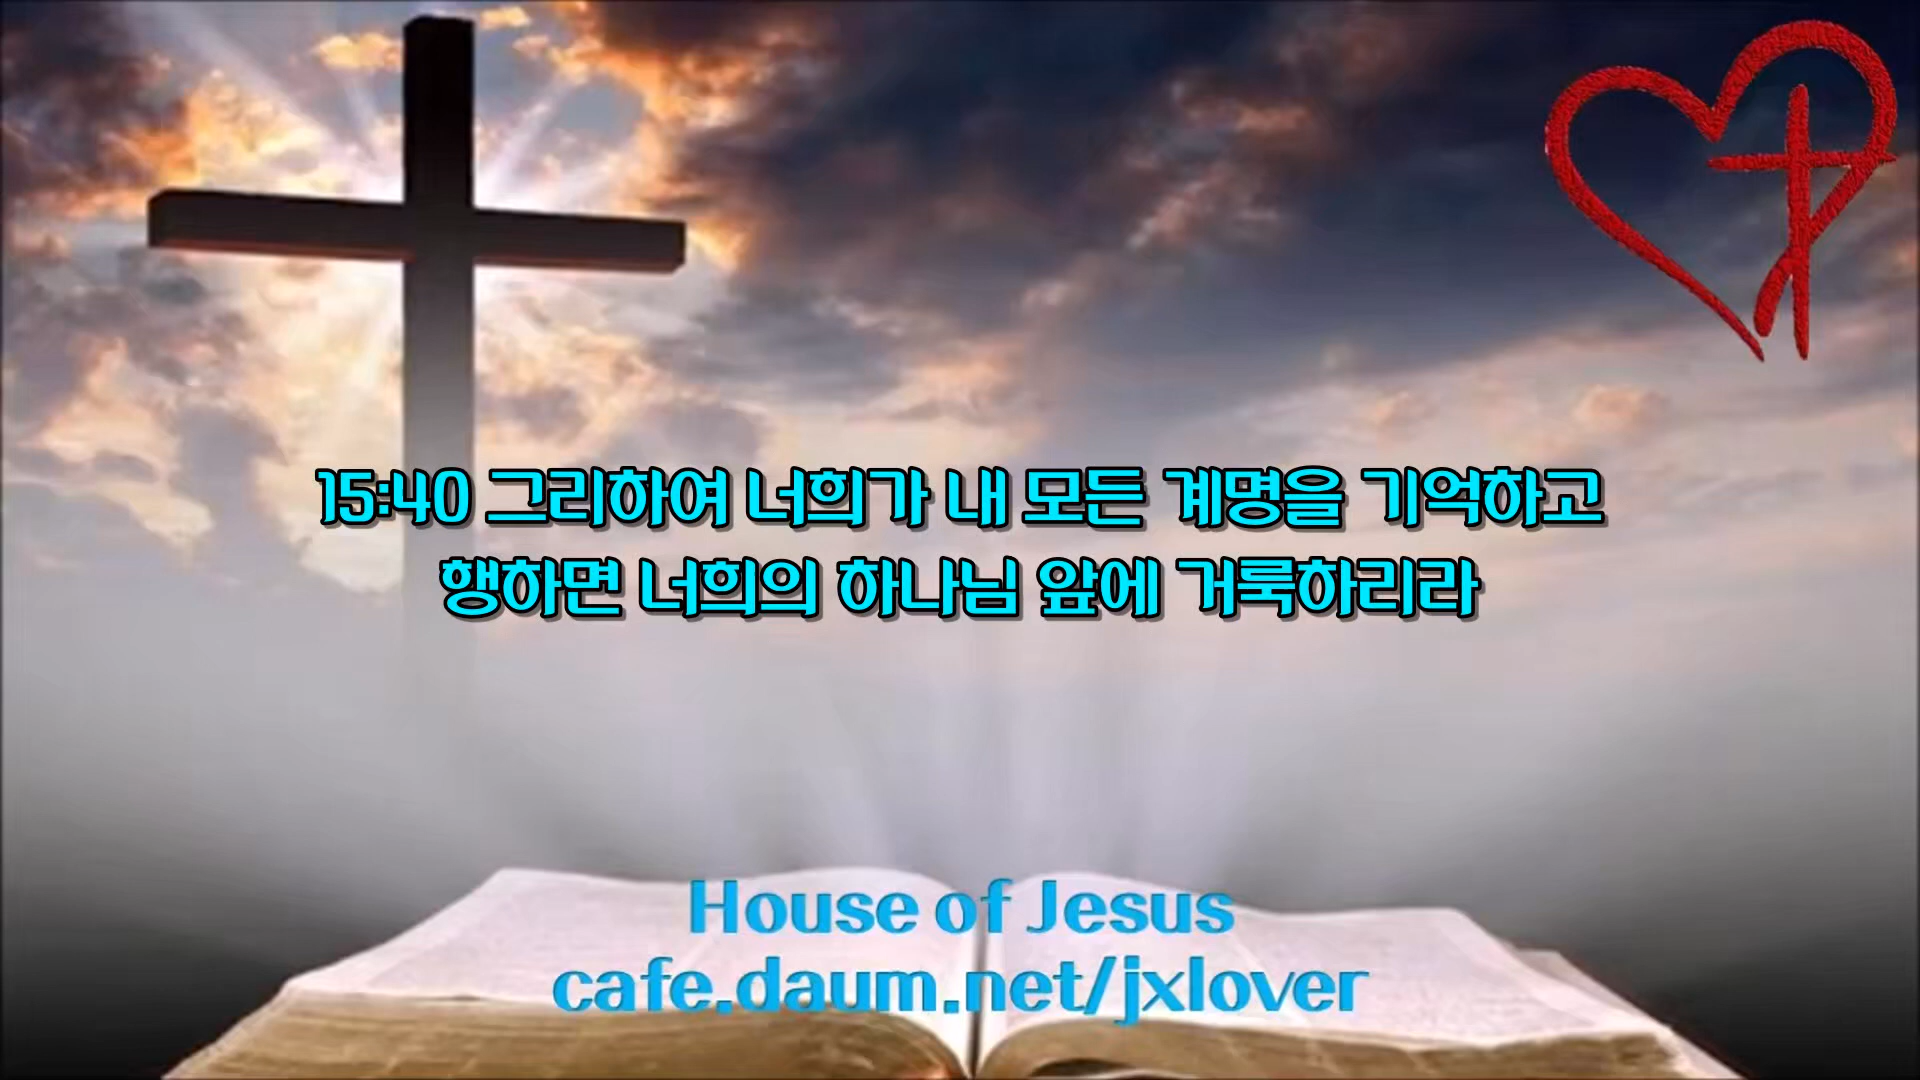 15:40 그리하여 너희가 내 모든 계명을 기억하고
행하면 너희의 하나님 앞에 거룩하리라
House of Jesus
cafe.daum.net/jxlover